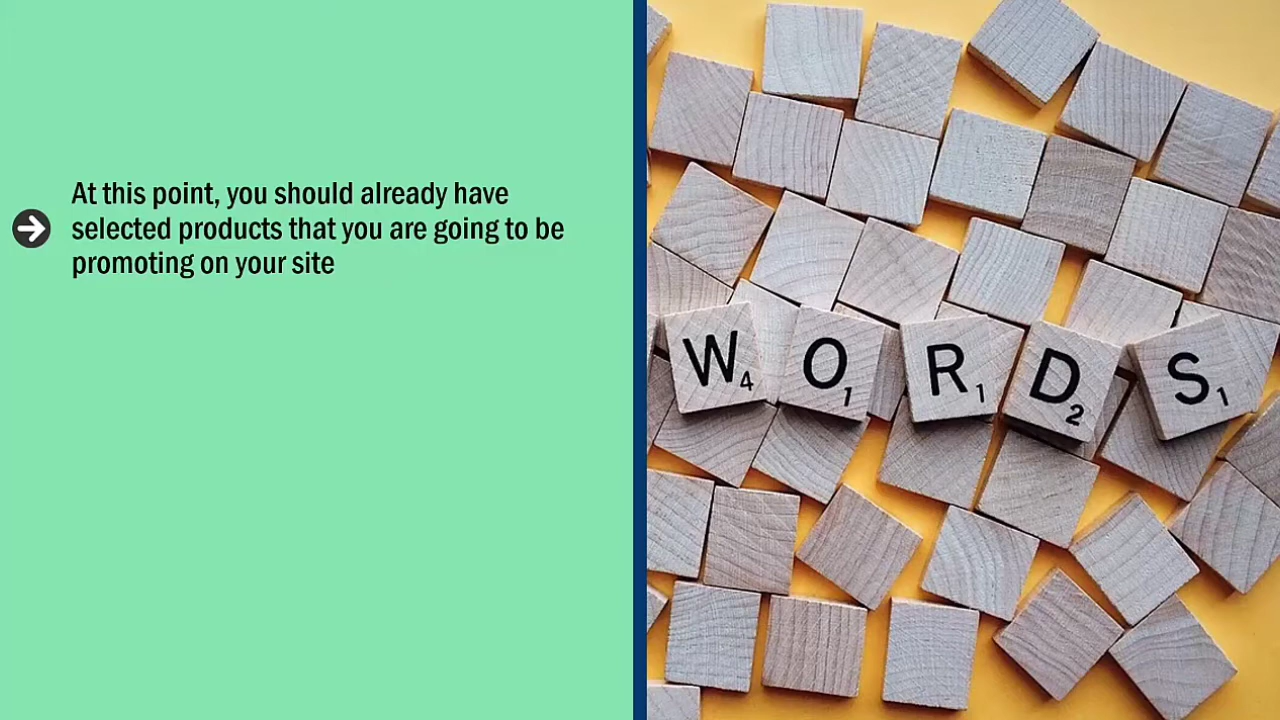 At this point, you should already have
selected products that you are going to be
promoting on your site
W4 O1 R1 D2 S1